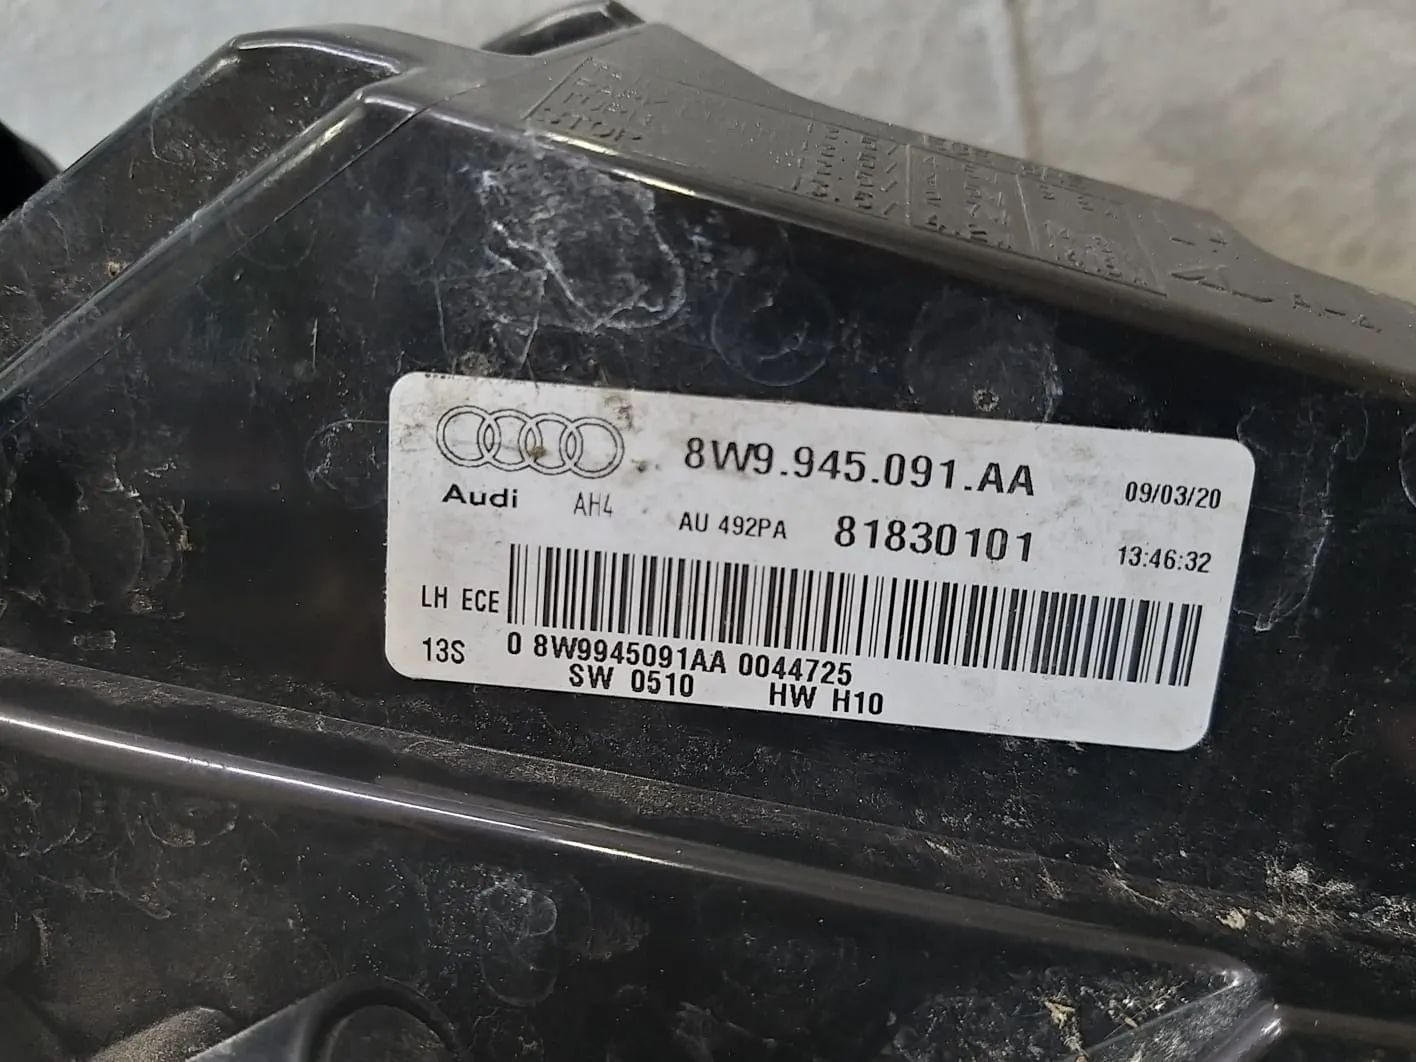 STOP
8W9.945.091.AA
09/03/20
Audi
AH4
AU 492PA
81830101
13:46:32
LH ECE
13S
0 8W9945091AA 0044725
SW 0510
HW H10